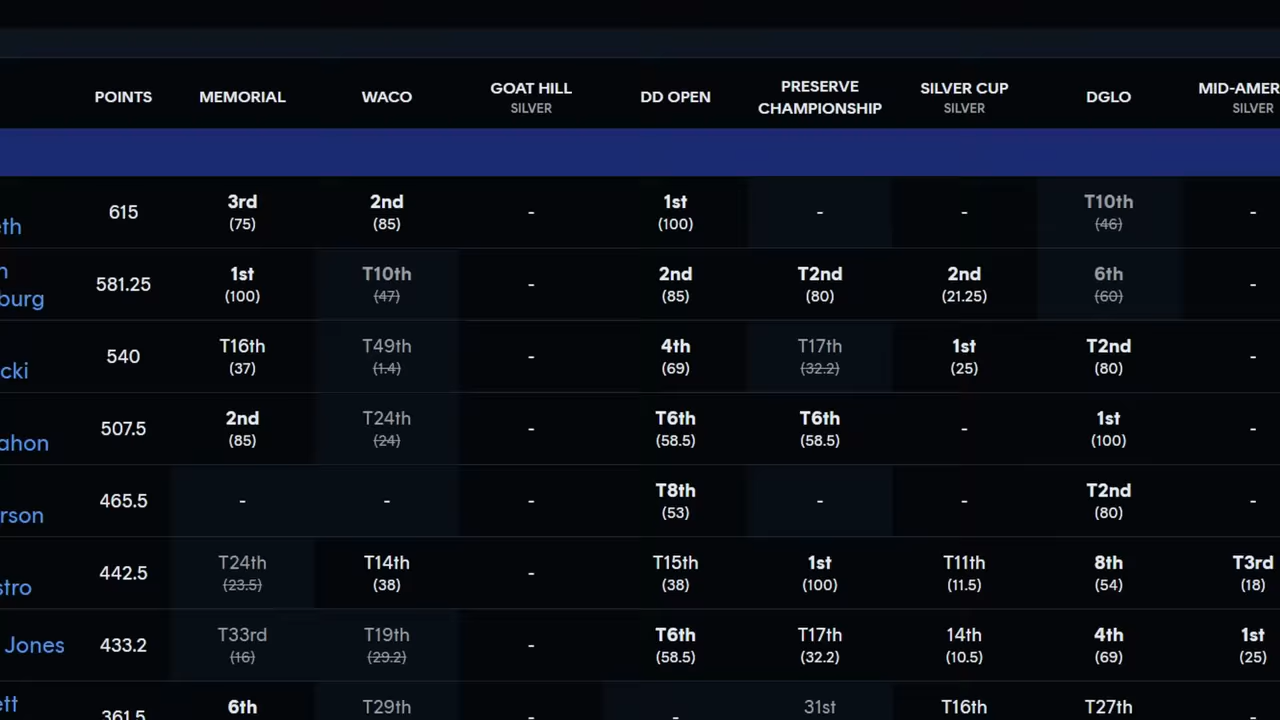 POINTS MEMORIAL WACO GOAT HILL SILVER DD OPEN PRESERVE CHAMPIONSHIP SILVER CUP SILVER DGLO MID-AMER SILVER
eth 615 3rd (75) 2nd (85) - 1st (100) - - T10th (46) -
n
burg 581.25 1st (100) T10th (47) - 2nd (85) T2nd (80) 2nd (21.25) 6th (60) -
cki 540 T16th (37) T49th (1.4) - 4th (69) T17th (32.2) 1st (25) T2nd (80) -
ahon 507.5 2nd (85) T24th (24) - T6th (58.5) T6th (58.5) - 1st (100) -
rson 465.5 - - - T8th (53) - - T2nd (80) -
stro 442.5 T24th (23.5) T14th (38) - T15th (38) 1st (100) T11th (11.5) 8th (54) T3rd (18)
Jones 433.2 T33rd (16) T19th (29.2) - T6th (58.5) T17th (32.2) 14th (10.5) 4th (69) 1st (25)
ett 361.5 6th T29th - - 31st T16th T27th -